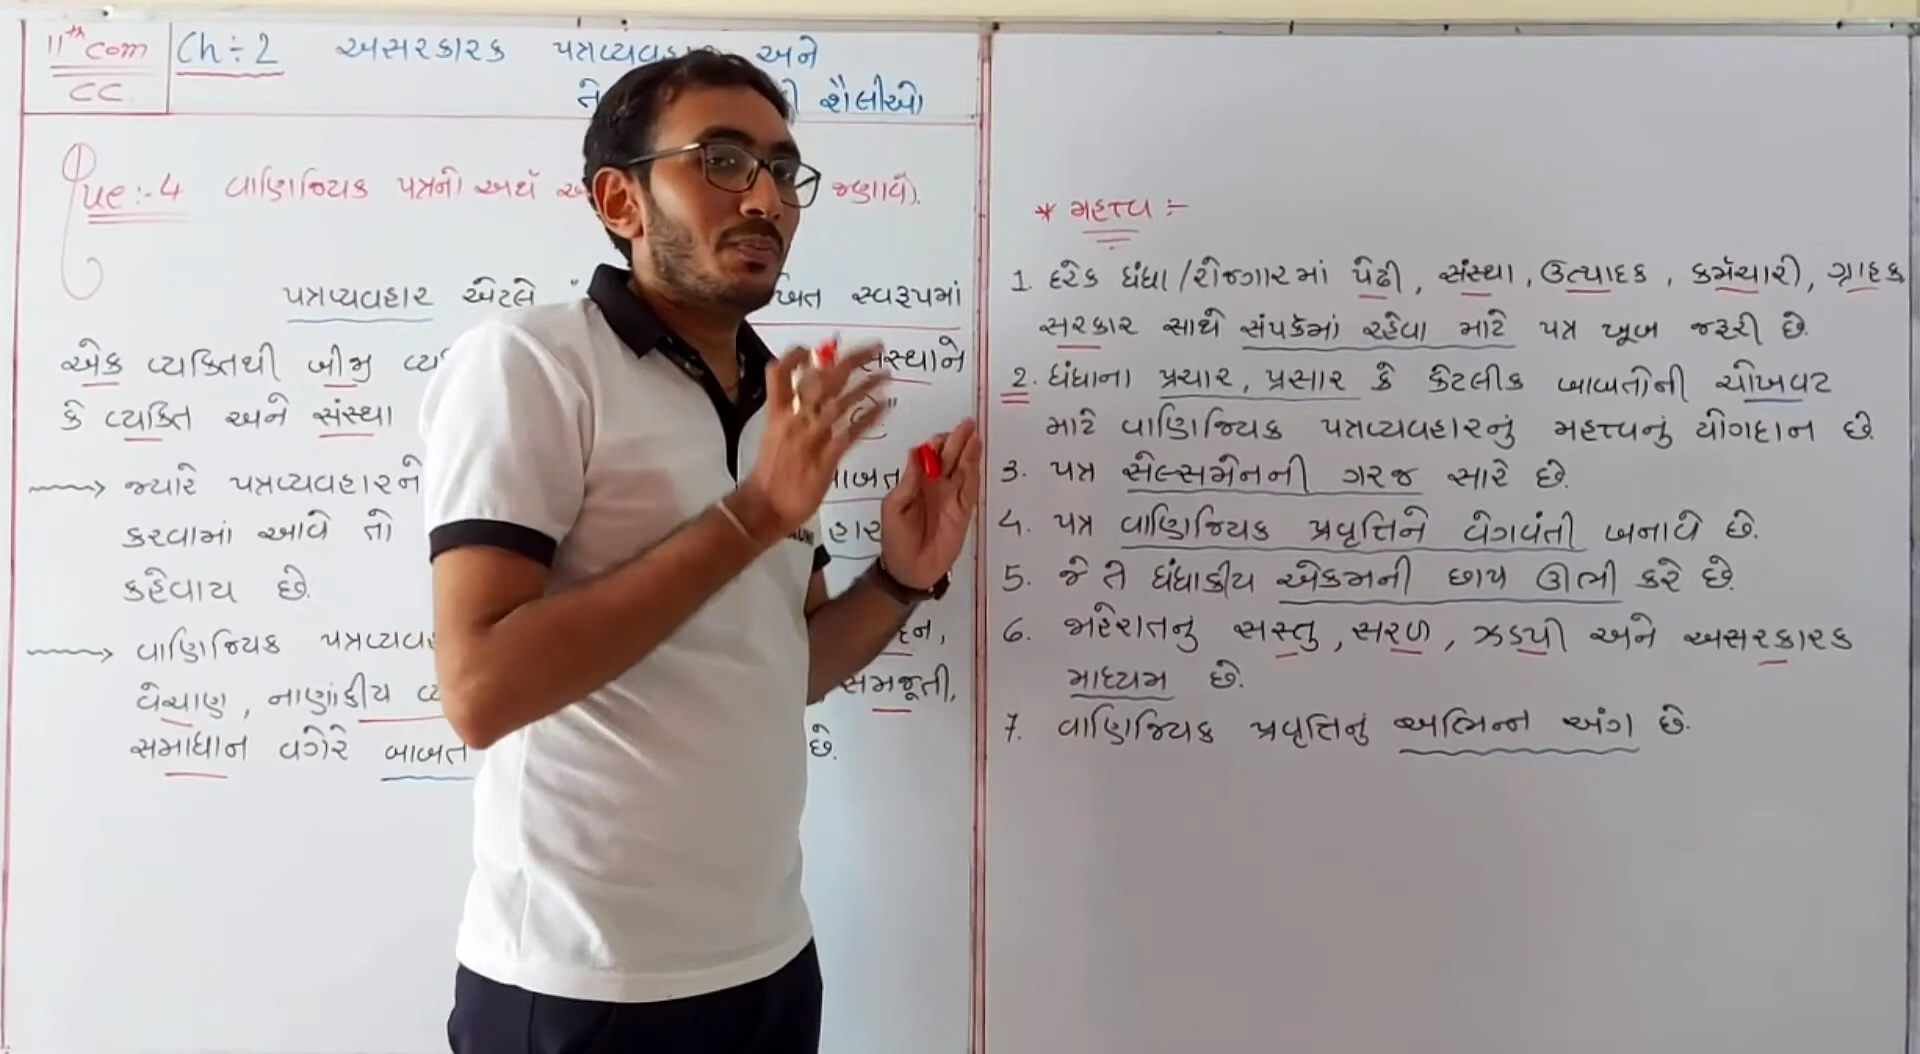 11th com
CC
Ch ÷ 2 અસરકારક પત્રવ્યવહાર અને
શૈલીઓ
Que:- 4 વાણિજ્યિક પત્રનો અર્થ જણાવો.
પત્રવ્યવહાર એટલે " સ્વરૂપમાં
એક વ્યક્તિથી બીજી સંસ્થાને
કે વ્યક્તિ અને સંસ્થા
જ્યારે પત્રવ્યવહારને
કરવામાં આવે તો
કહેવાય છે.
વાણિજ્યિક
વેચાણ, નાણાંકીય સમજૂતી,
સમાધાન વગેરે બાબત છે.
* મહત્ત્વ :-
1. દરેક ધંધા/રોજગારમાં પેઢી, સંસ્થા, ઉત્પાદક, કર્મચારી, ગ્રાહક
સરકાર સાથે સંપર્કમાં રહેવા માટે પત્ર ખૂબ જરૂરી છે.
2. ધંધાના પ્રચાર, પ્રસાર કે કેટલીક બાબતોની ચોખવટ
માટે વાણિજ્યિક પત્રવ્યવહારનું મહત્ત્વનું યોગદાન છે.
3. પત્ર સેલ્સમેનની ગરજ સારે છે.
4. પત્ર વાણિજ્યિક પ્રવૃત્તિને વેગવંતી બનાવે છે.
5. જે તે ધંધાકીય એકમની છાપ ઊભી કરે છે.
6. જાહેરાતનુ સસ્તુ, સરળ, ઝડપી અને અસરકારક
માધ્યમ છે.
7. વાણિજ્યિક પ્રવૃત્તિનું અભિન્ન અંગ છે.